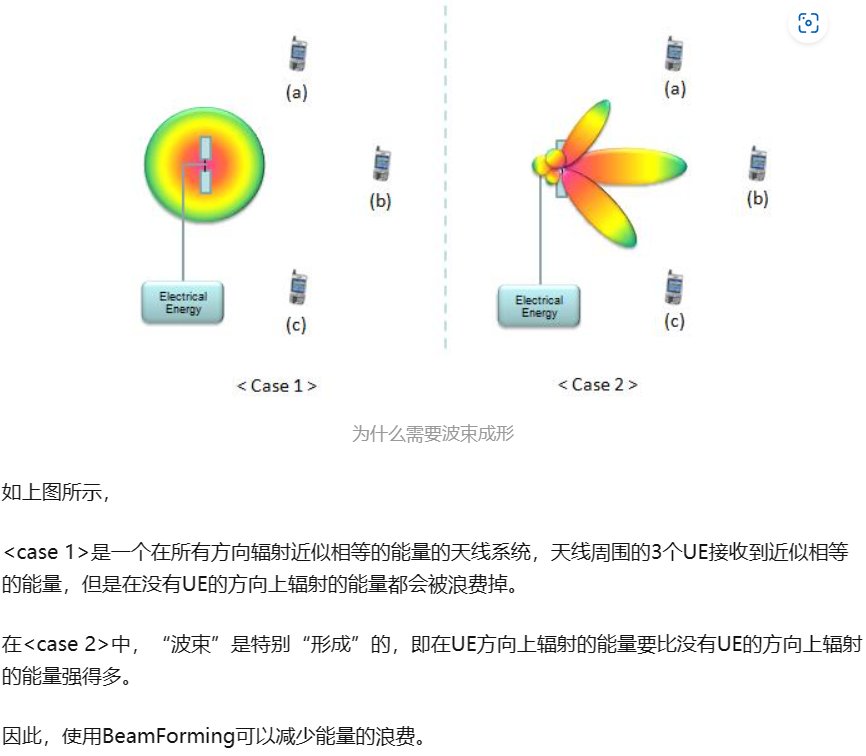 (a)
(a)
(b)
(b)
Electrical
Energy
Electrical
Energy
(c)
(c)
< Case 1 >
< Case 2 >
为什么需要波束成形
如上图所示，
<case 1>是一个在所有方向辐射近似相等的能量的天线系统，天线周围的3个UE接收到近似相等
的能量，但是在没有UE的方向上辐射的能量都会被浪费掉。
在<case 2>中，“波束”是特别“形成”的，即在UE方向上辐射的能量要比没有UE的方向上辐射
的能量强得多。
因此，使用BeamForming可以减少能量的浪费。